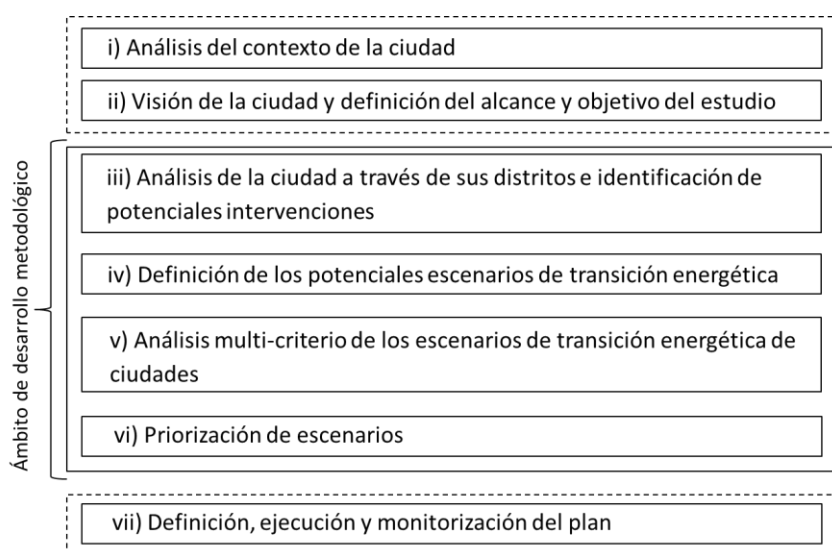 i) Análisis del contexto de la ciudad
ii) Visión de la ciudad y definición del alcance y objetivo del estudio
Ámbito de desarrollo metodológico
iii) Análisis de la ciudad a través de sus distritos e identificación de
potenciales intervenciones
iv) Definición de los potenciales escenarios de transición energética
v) Análisis multi-criterio de los escenarios de transición energética de
ciudades
vi) Priorización de escenarios
vii) Definición, ejecución y monitorización del plan